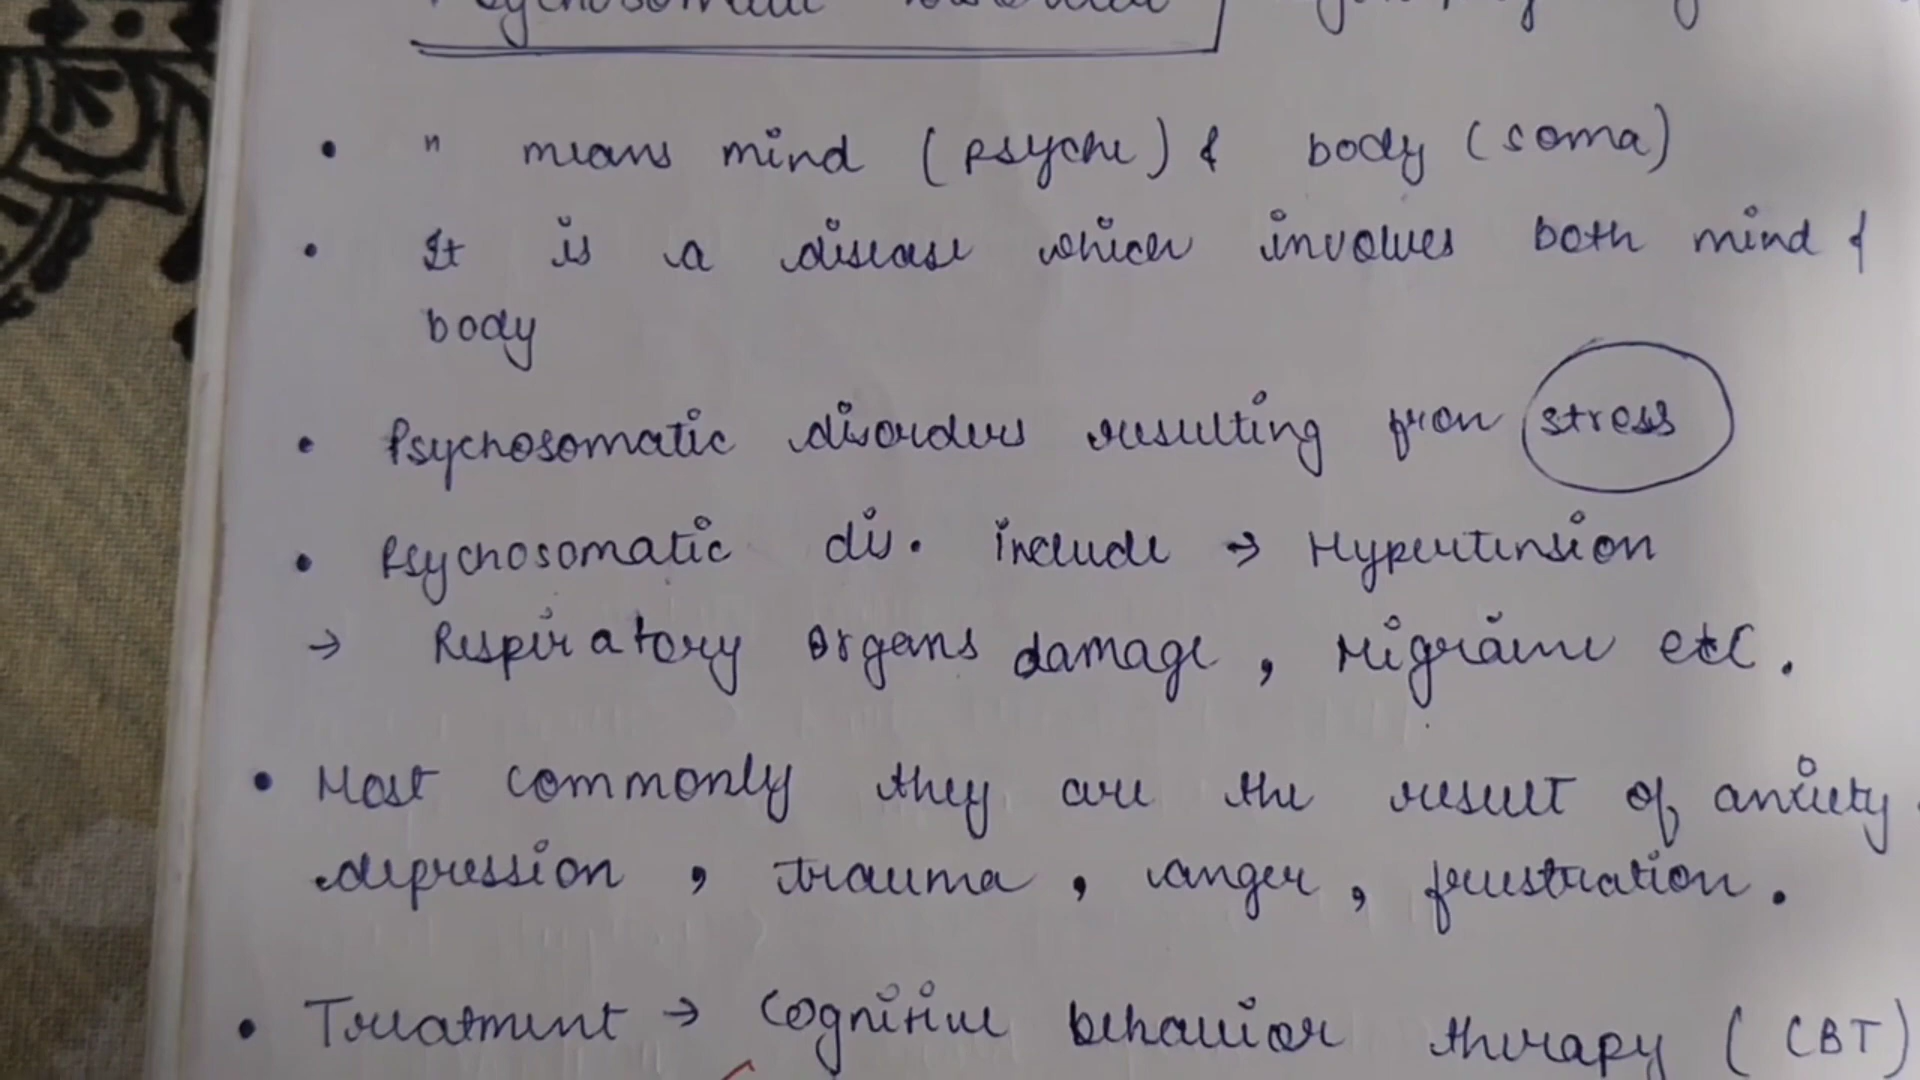 Psychosomatic
• " means mind (psyche) & body (soma)
• It is a disease which involves both mind &
body
• Psychosomatic disorders resulting from stress
• Psychosomatic dis. include → Hypertension
→ Respiratory organs damage, Migraine etc.
• Most commonly they are the result of anxiety,
depression, trauma, anger, frustration.
• Treatment → Cognitive behavior therapy (CBT)